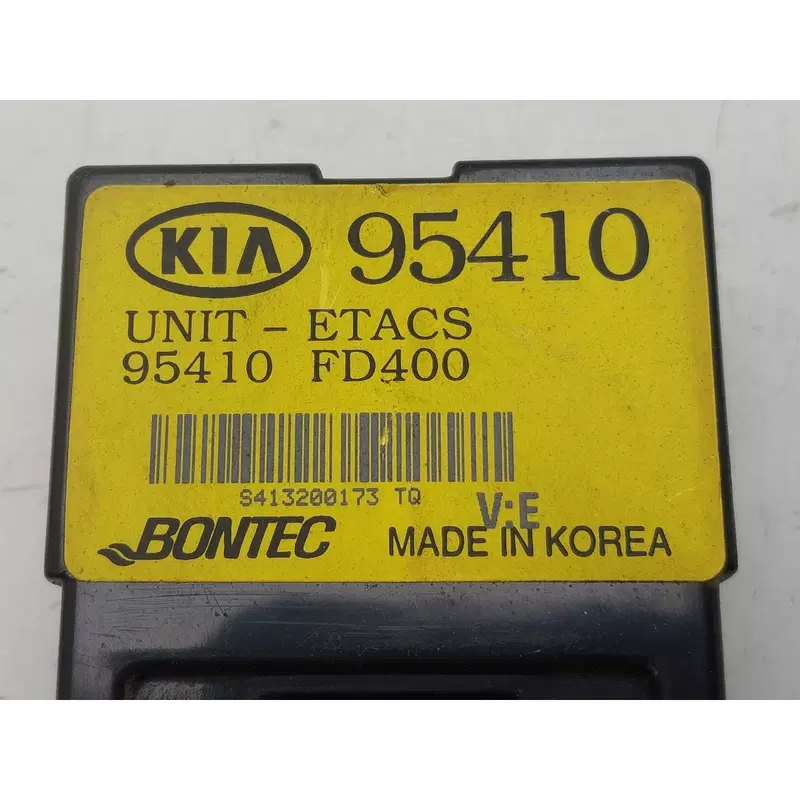 KIA 95410
UNIT - ETACS
95410 FD400
S413200173 TQ
V:E
BONTEC MADE IN KOREA